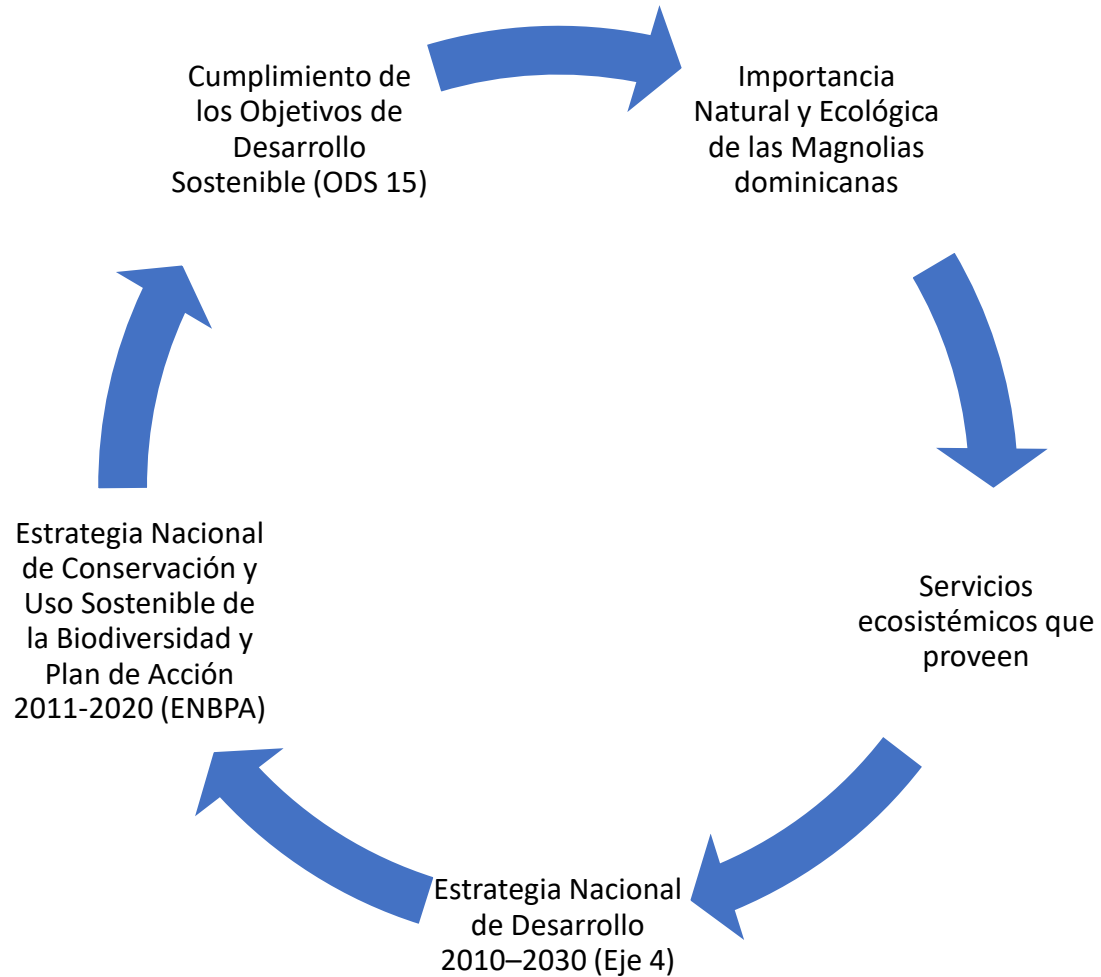 Cumplimiento de
los Objetivos de
Desarrollo
Sostenible (ODS 15)
Importancia
Natural y Ecológica
de las Magnolias
dominicanas
Servicios
ecosistémicos que
proveen
Estrategia Nacional
de Desarrollo
2010–2030 (Eje 4)
Estrategia Nacional
de Conservación y
Uso Sostenible de
la Biodiversidad y
Plan de Acción
2011-2020 (ENBPA)